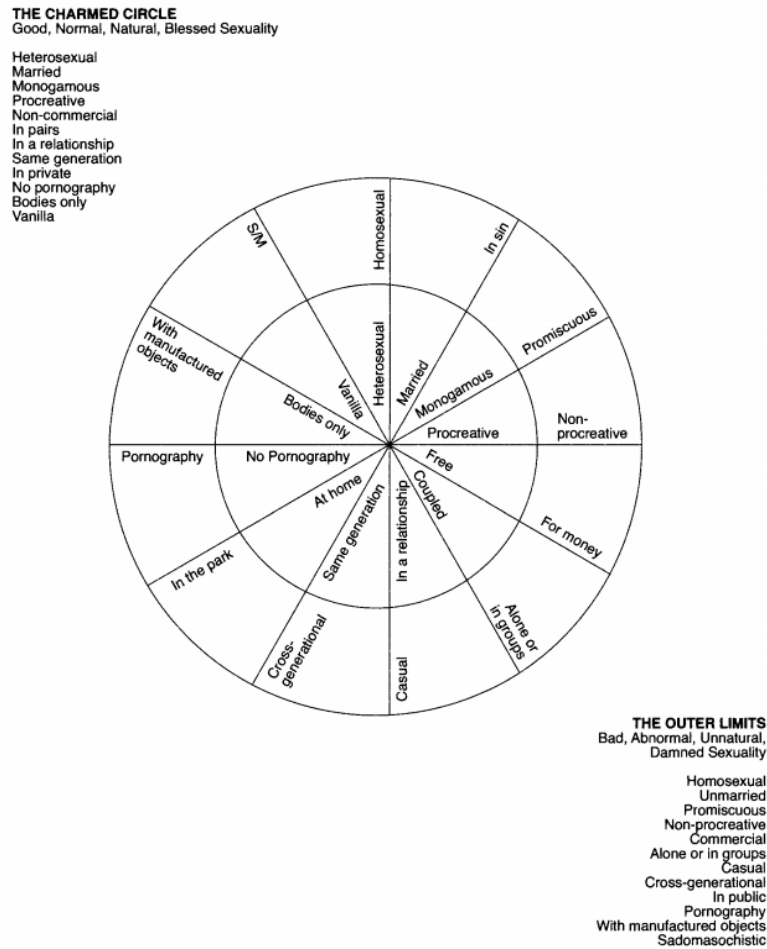 THE CHARMED CIRCLE
Good, Normal, Natural, Blessed Sexuality
Heterosexual
Married
Monogamous
Procreative
Non-commercial
In pairs
In a relationship
Same generation
In private
No pornography
Bodies only
Vanilla
Homosexual
In sin
Promiscuous
Non-
procreative
For money
Alone or
in groups
Casual
Cross-
generational
In the park
Pornography
With
manufactured
objects
S/M
Heterosexual
Married
Monogamous
Procreative
Free
Coupled
In a relationship
Same generation
At home
No Pornography
Bodies only
Vanilla
THE OUTER LIMITS
Bad, Abnormal, Unnatural,
Damned Sexuality
Homosexual
Unmarried
Promiscuous
Non-procreative
Commercial
Alone or in groups
Casual
Cross-generational
In public
Pornography
With manufactured objects
Sadomasochistic